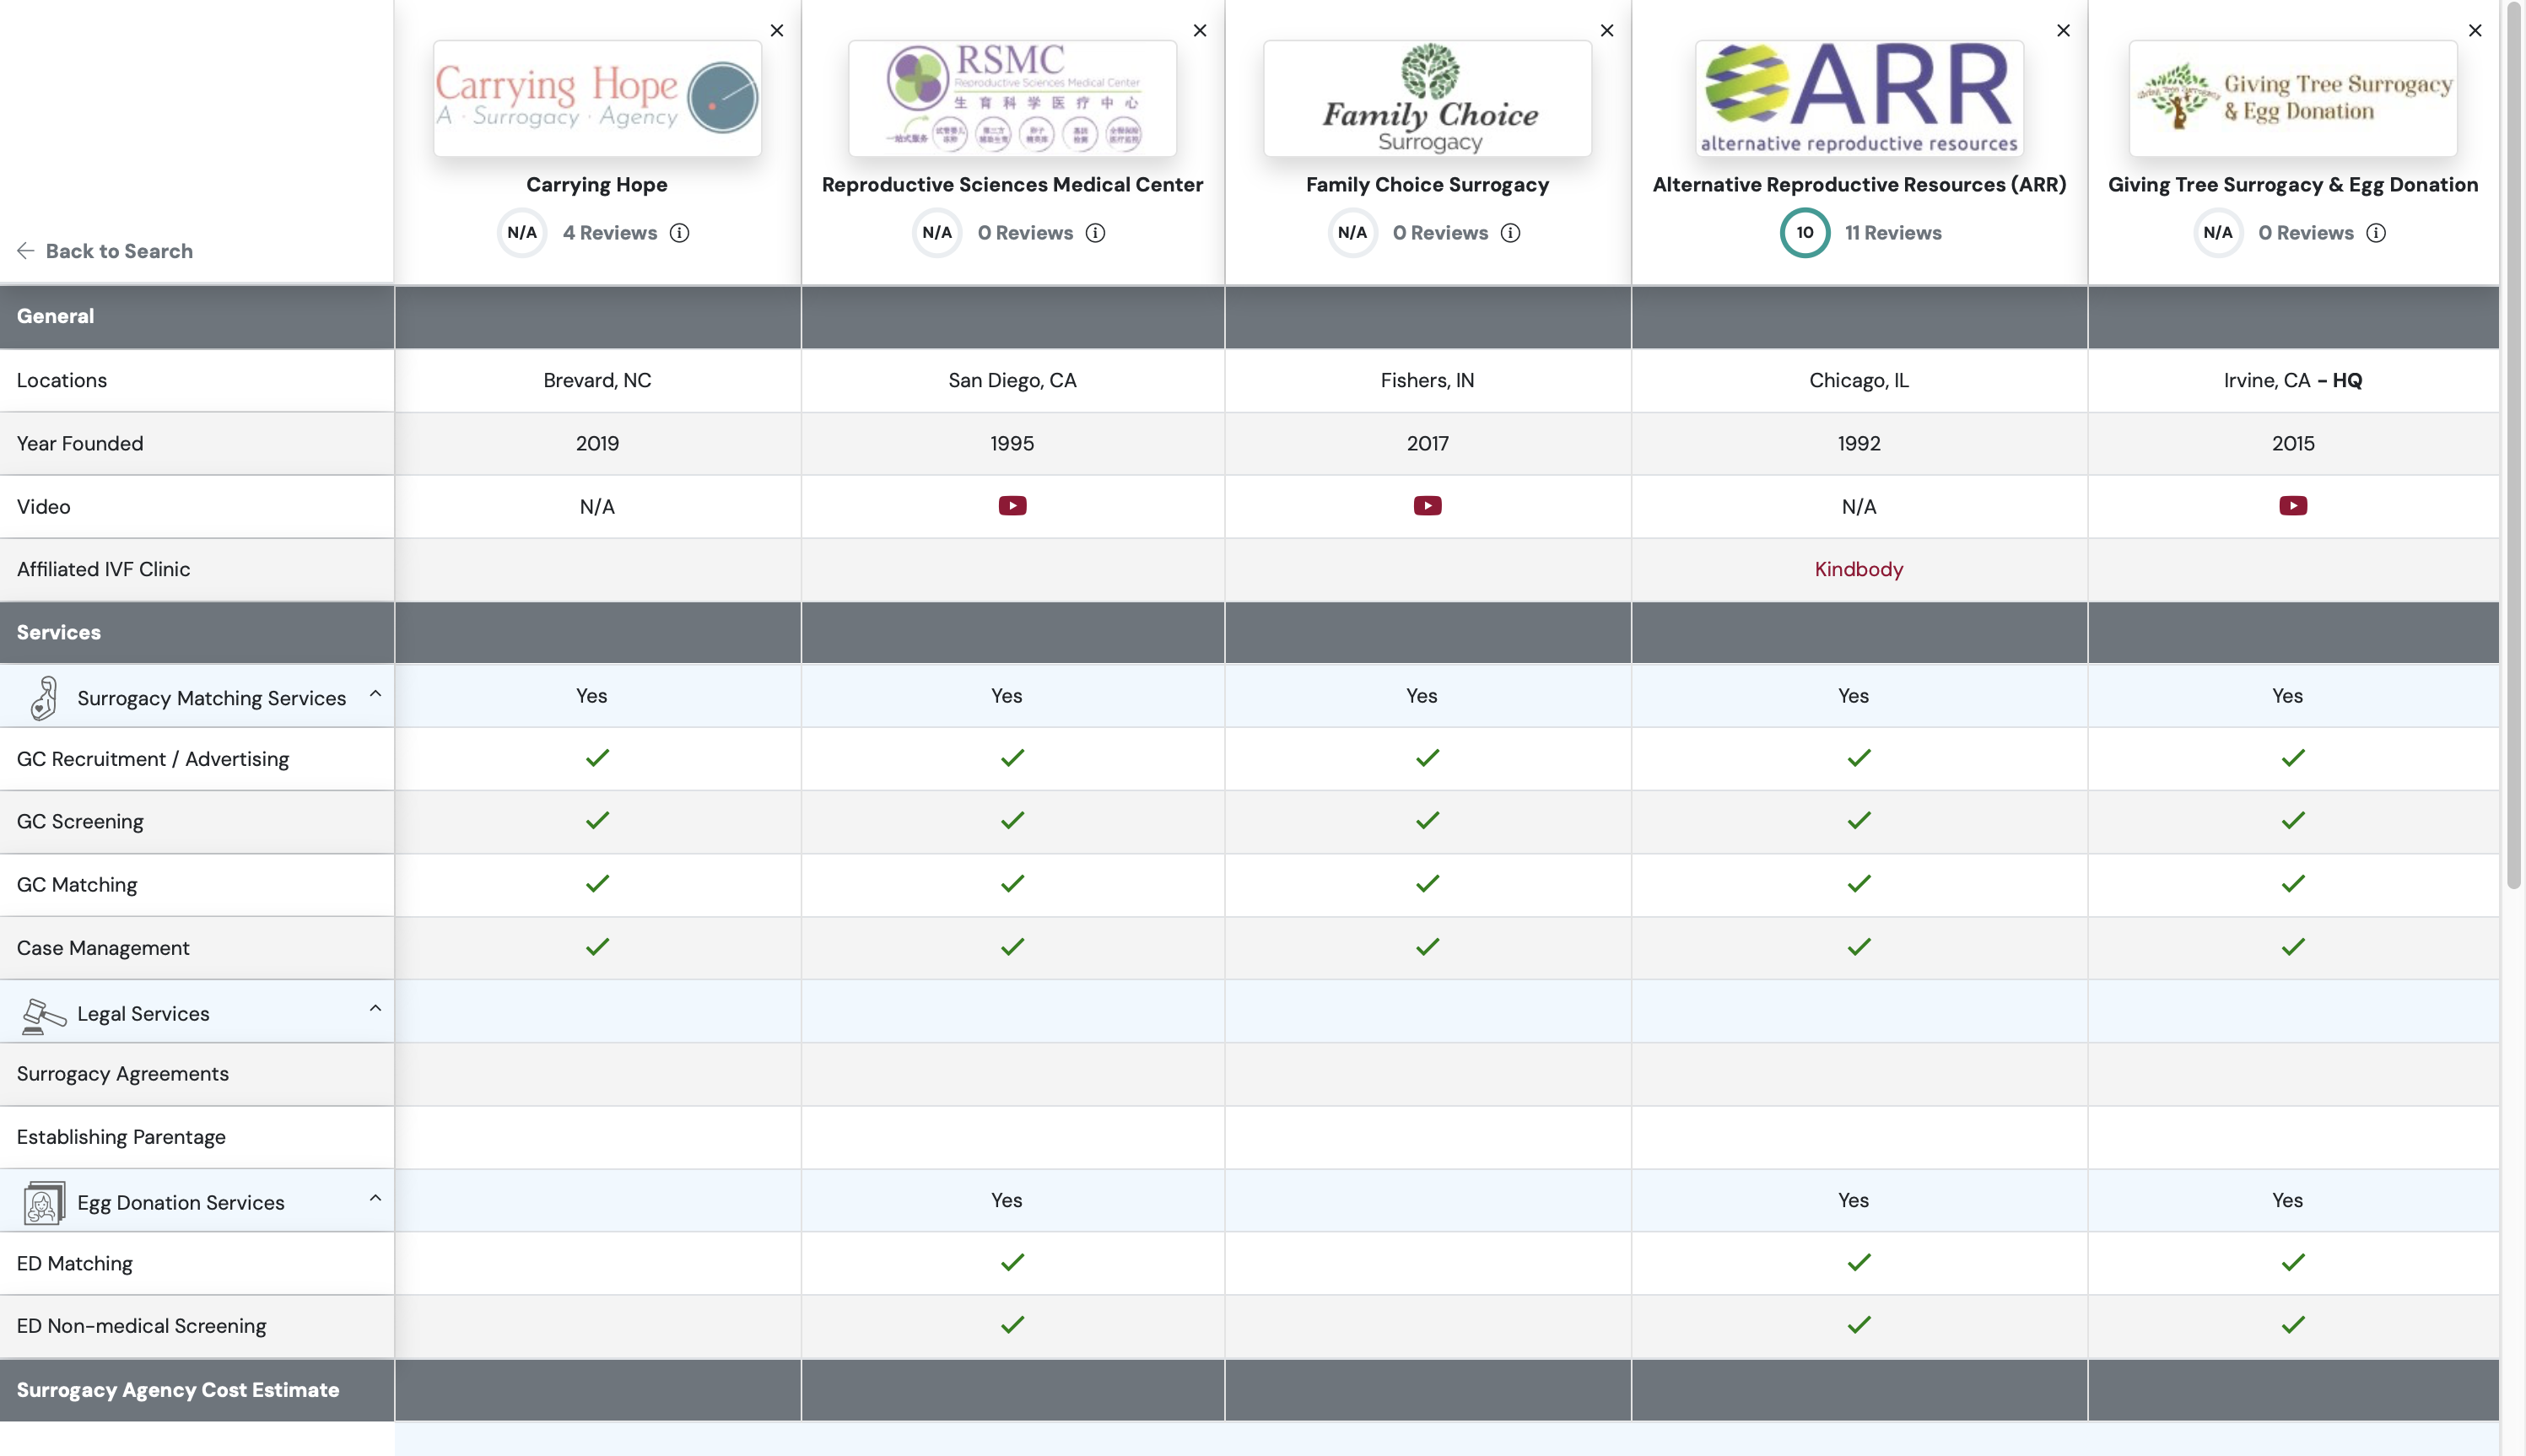 Carrying Hope
A · Surrogacy · Agency
RSMC
Reproductive Sciences Medical Center
生育科学医疗中心
一站式服务
Family Choice
Surrogacy
ARR
alternative reproductive resources
Giving Tree Surrogacy
& Egg Donation
Carrying Hope
Reproductive Sciences Medical Center
Family Choice Surrogacy
Alternative Reproductive Resources (ARR)
Giving Tree Surrogacy & Egg Donation
N/A 4 Reviews
N/A 0 Reviews
N/A 0 Reviews
10 11 Reviews
N/A 0 Reviews
Back to Search
General
Locations Brevard, NC San Diego, CA Fishers, IN Chicago, IL Irvine, CA - HQ
Year Founded 2019 1995 2017 1992 2015
Video N/A N/A
Affiliated IVF Clinic Kindbody
Services
Surrogacy Matching Services Yes Yes Yes Yes Yes
GC Recruitment / Advertising
GC Screening
GC Matching
Case Management
Legal Services
Surrogacy Agreements
Establishing Parentage
Egg Donation Services Yes Yes Yes
ED Matching
ED Non-medical Screening
Surrogacy Agency Cost Estimate